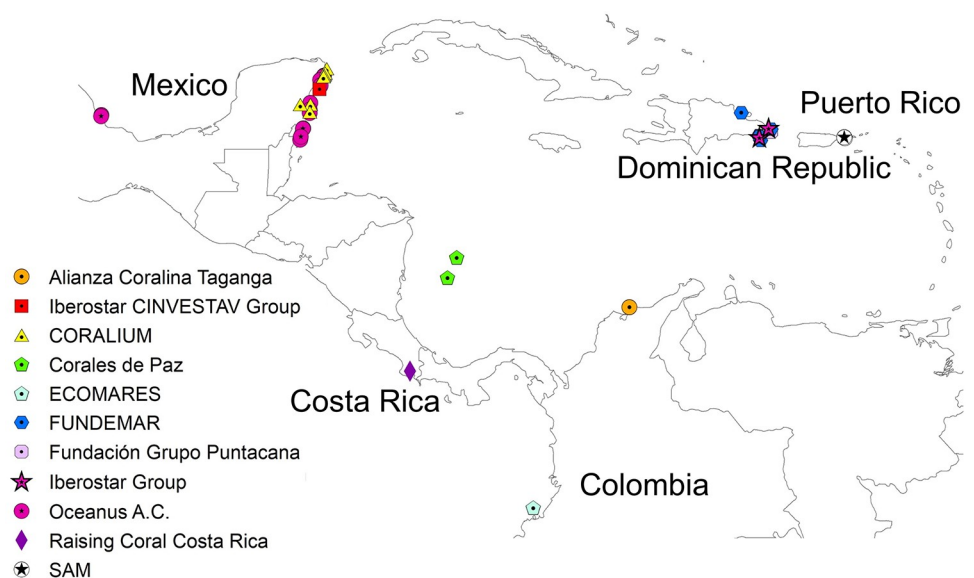 Mexico
Puerto Rico
Dominican Republic
Alianza Coralina Taganga
Iberostar CINVESTAV Group
CORALIUM
Corales de Paz
ECOMARES
FUNDEMAR
Fundación Grupo Puntacana
Iberostar Group
Oceanus A.C.
Raising Coral Costa Rica
SAM
Costa Rica
Colombia